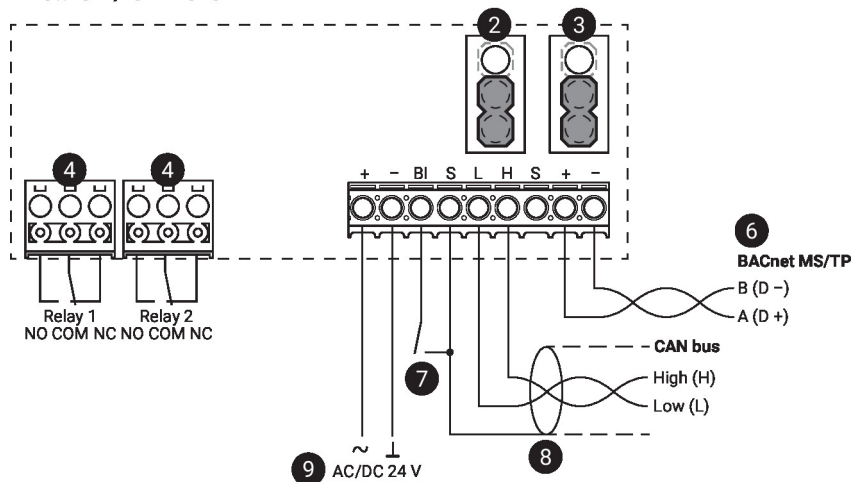 2 3
4 4
+ − BI S L H S + −
6
BACnet MS/TP
B (D −)
A (D +)
Relay 1 Relay 2
NO COM NC NO COM NC
CAN bus
7
High (H)
Low (L)
8
~ ⊥
9 AC/DC 24 V